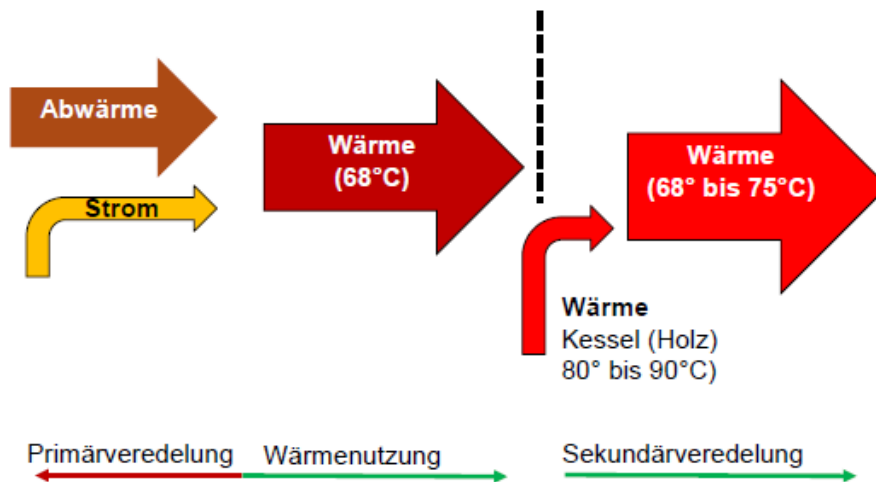 Abwärme
Strom
Wärme
(68°C)
Wärme
(68° bis 75°C)
Wärme
Kessel (Holz)
80° bis 90°C)
Primärveredelung
Wärmenutzung
Sekundärveredelung